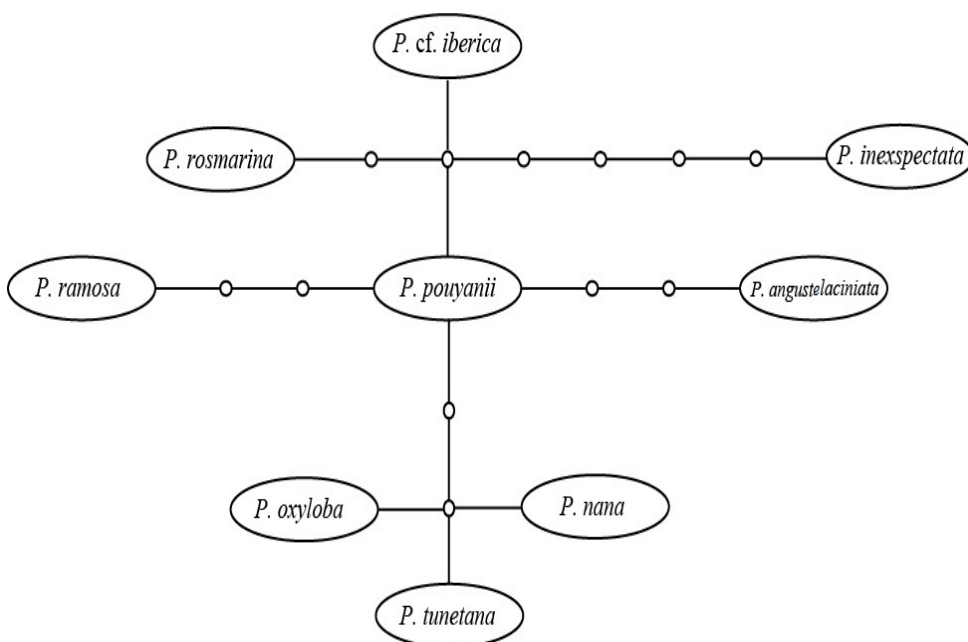 P. cf. iberica
P. rosmarina
P. inexspectata
P. ramosa
P. pouyanii
P. angustelaciniata
P. oxyloba
P. nana
P. tunetana